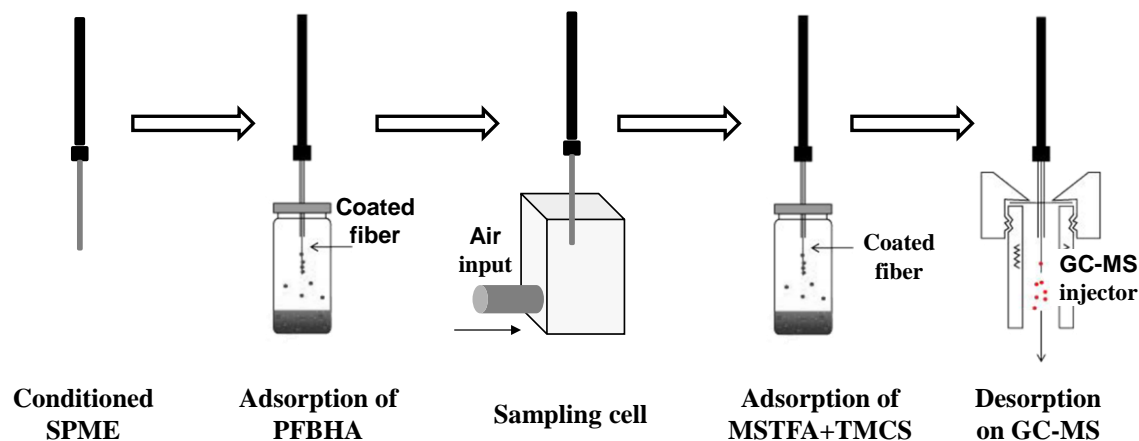 Coated
fiber
Air
input
Coated
fiber
GC-MS
injector
Conditioned
SPME
Adsorption of
PFBHA
Sampling cell
Adsorption of
MSTFA+TMCS
Desorption
on GC-MS